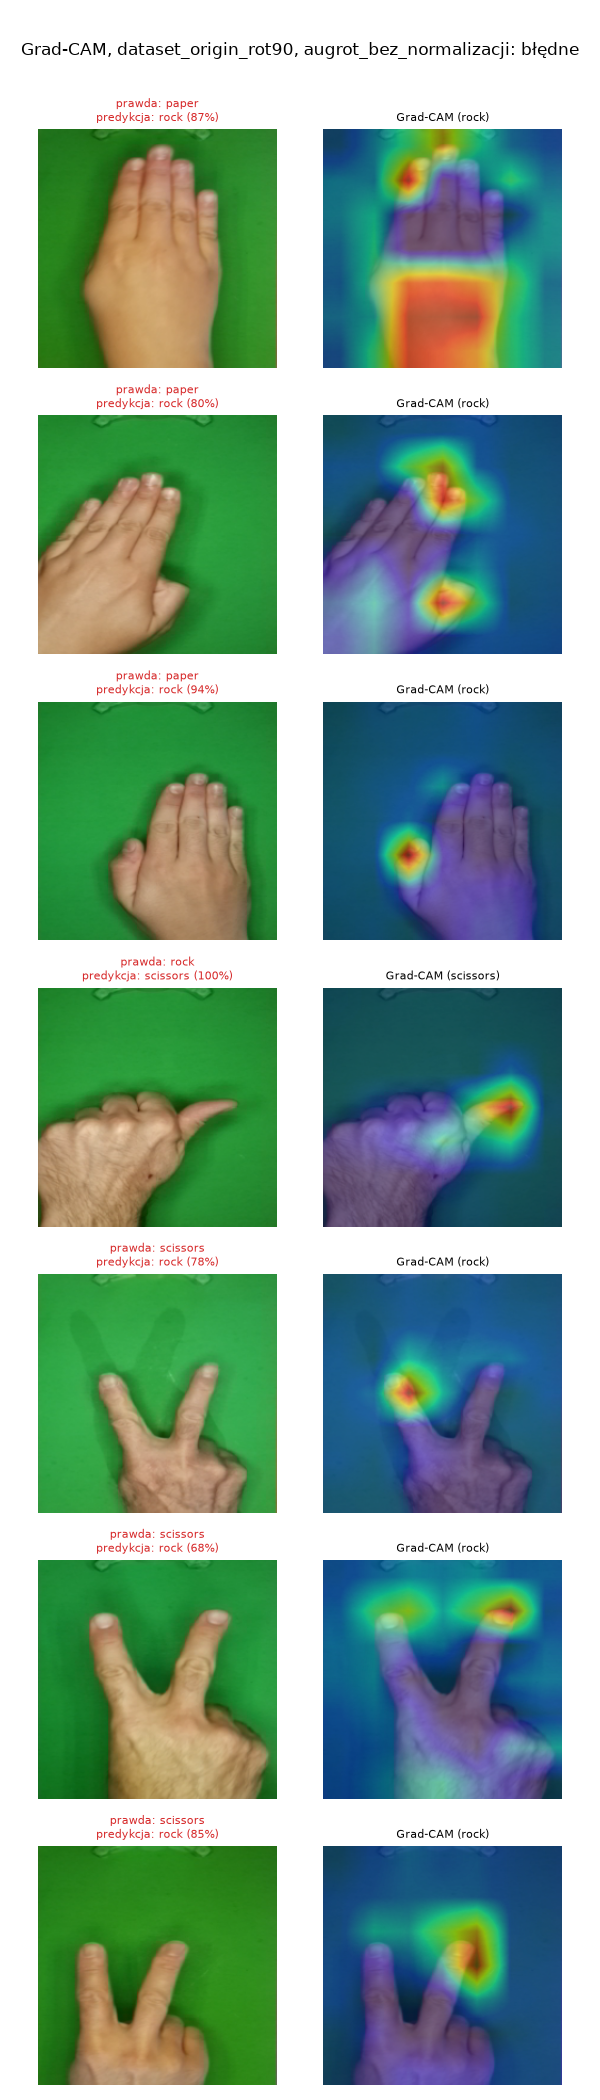 Grad-CAM, dataset_origin_rot90, augrot_bez_normalizacji: błędne
prawda: paper
predykcja: rock (87%)
Grad-CAM (rock)
prawda: paper
predykcja: rock (80%)
Grad-CAM (rock)
prawda: paper
predykcja: rock (94%)
Grad-CAM (rock)
prawda: rock
predykcja: scissors (100%)
Grad-CAM (scissors)
prawda: scissors
predykcja: rock (78%)
Grad-CAM (rock)
prawda: scissors
predykcja: rock (68%)
Grad-CAM (rock)
prawda: scissors
predykcja: rock (85%)
Grad-CAM (rock)